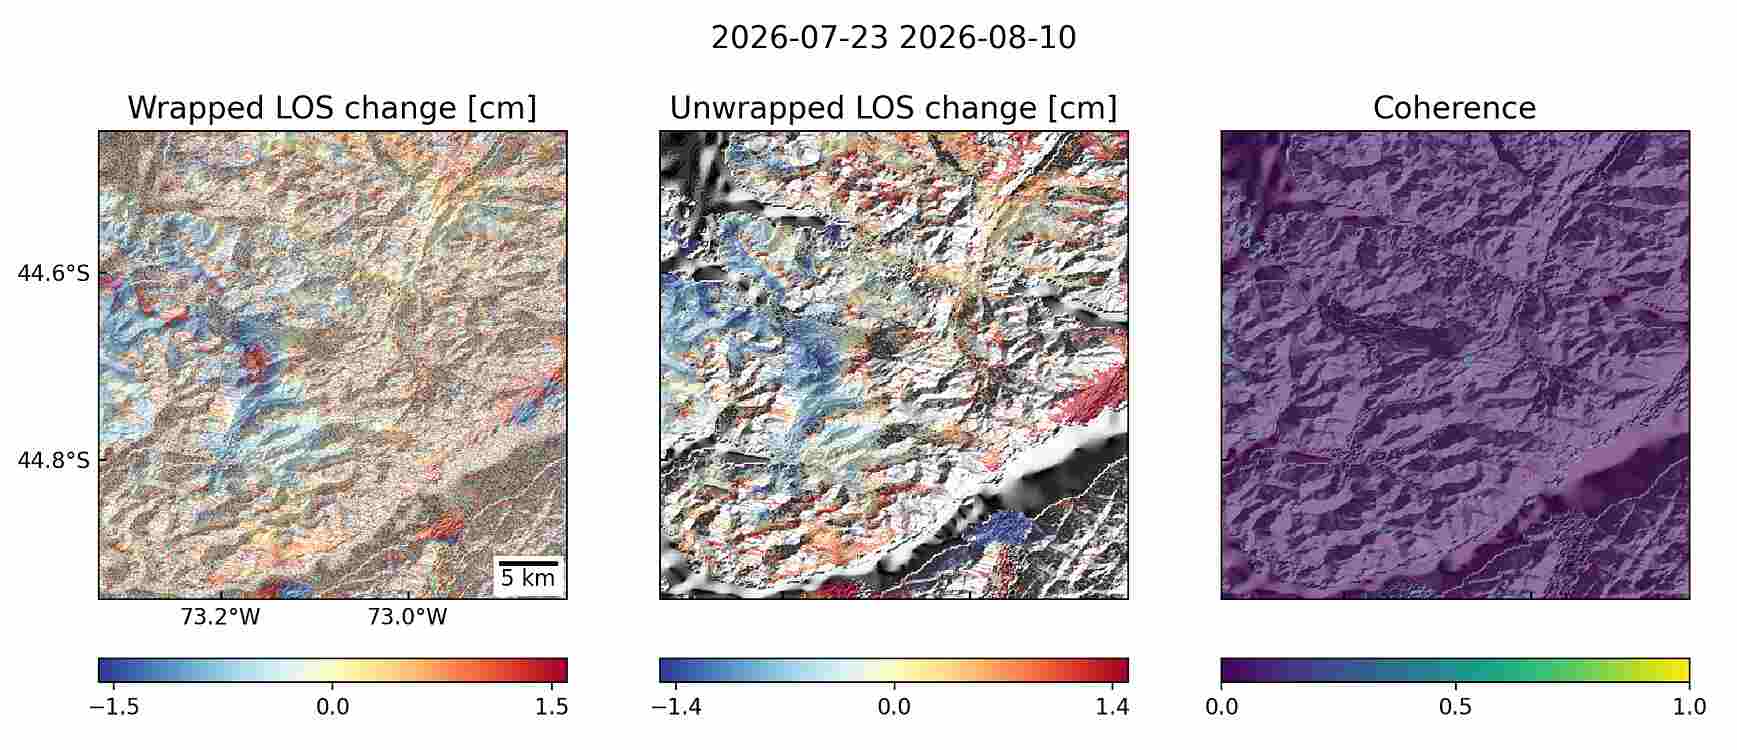 2026-07-23 2026-08-10
Wrapped LOS change [cm]
Unwrapped LOS change [cm]
Coherence
44.6°S
44.8°S
5 km
73.2°W
73.0°W
−1.5
0.0
1.5
−1.4
0.0
1.4
0.0
0.5
1.0